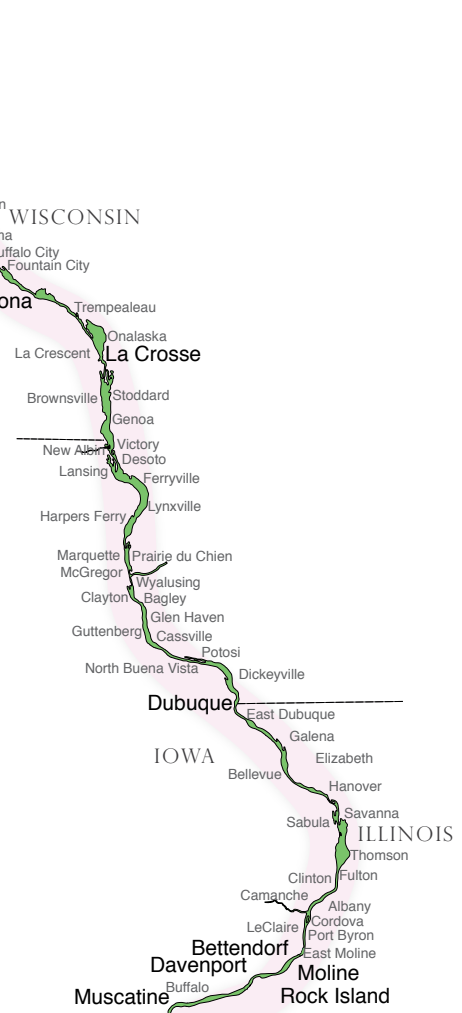 WISCONSIN
Fountain City
Trempealeau
Onalaska
La Crescent
La Crosse
Brownsville
Stoddard
Genoa
Victory
New Albin
Desoto
Lansing
Ferryville
Lynxville
Harpers Ferry
Marquette
Prairie du Chien
McGregor
Wyalusing
Clayton
Bagley
Glen Haven
Guttenberg
Cassville
Potosi
North Buena Vista
Dickeyville
Dubuque
East Dubuque
Galena
IOWA
Elizabeth
Bellevue
Hanover
Savanna
Sabula
ILLINOIS
Thomson
Clinton
Fulton
Camanche
Albany
Cordova
LeClaire
Port Byron
Bettendorf
East Moline
Davenport
Moline
Buffalo
Muscatine
Rock Island